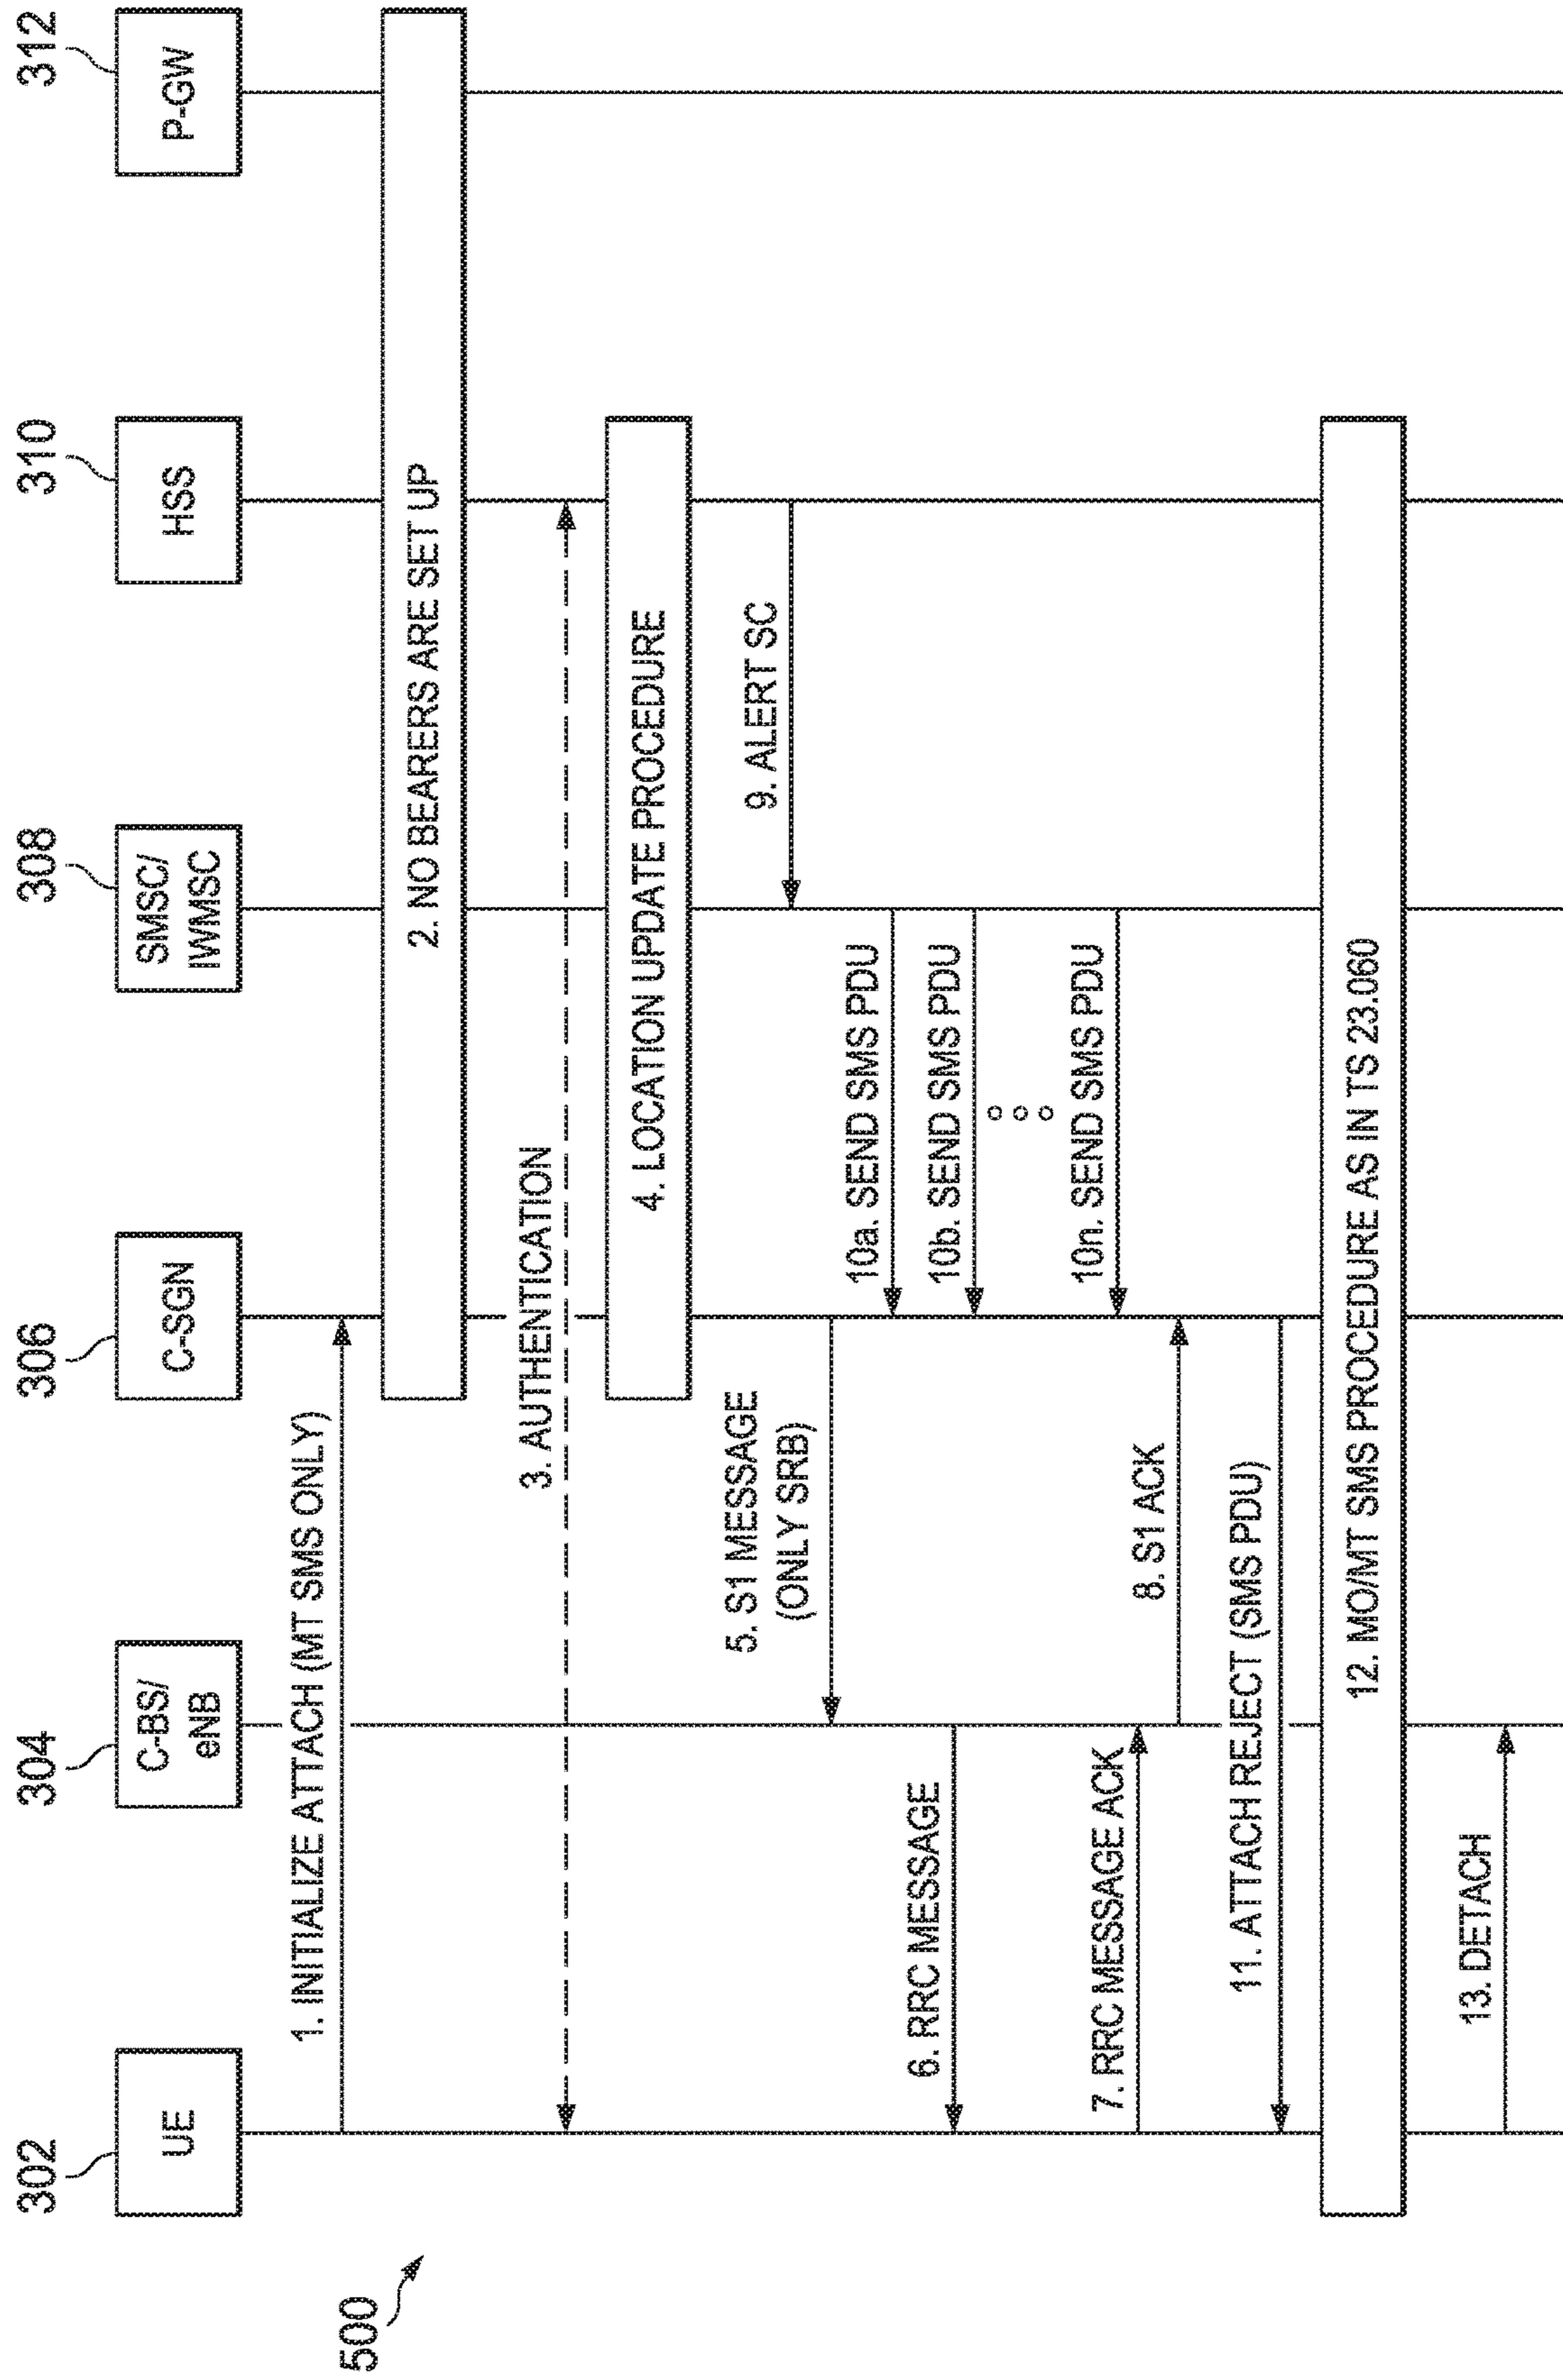 302
304
306
308
310
312
UE
C-BS/
eNB
C-SGN
SMSC/
IWMSC
HSS
P-GW
500
1. INITIALIZE ATTACH (MT SMS ONLY)
2. NO BEARERS ARE SET UP
3. AUTHENTICATION
4. LOCATION UPDATE PROCEDURE
5. S1 MESSAGE
(ONLY SRB)
9. ALERT SC
10a. SEND SMS PDU
6. RRC MESSAGE
10b. SEND SMS PDU
10n. SEND SMS PDU
7. RRC MESSAGE ACK
8. S1 ACK
11. ATTACH REJECT (SMS PDU)
12. MO/MT SMS PROCEDURE AS IN TS 23.060
13. DETACH